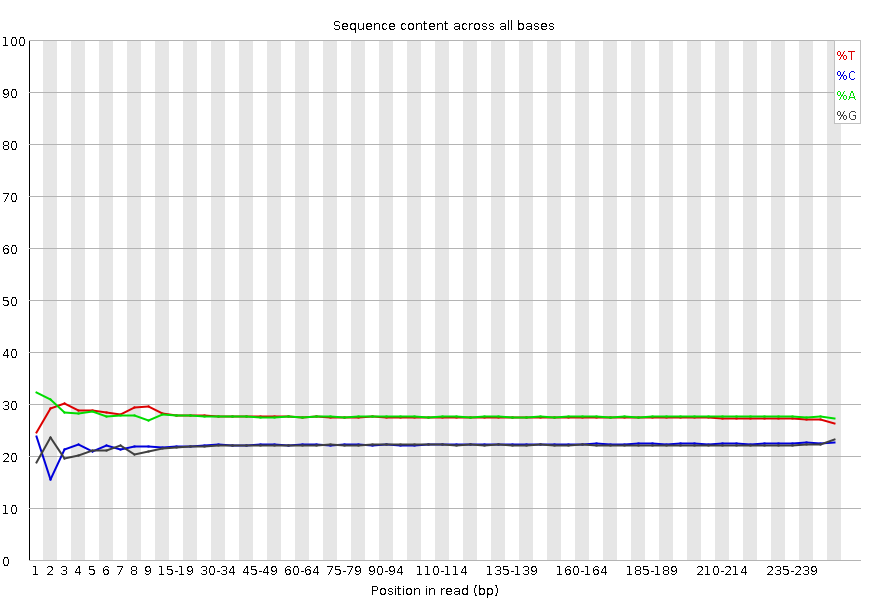 Sequence content across all bases
%T
%C
%A
%G
100
90
80
70
60
50
40
30
20
10
0
1 2 3 4 5 6 7 8 9 15-19 30-34 45-49 60-64 75-79 90-94 110-114 135-139 160-164 185-189 210-214 235-239
Position in read (bp)